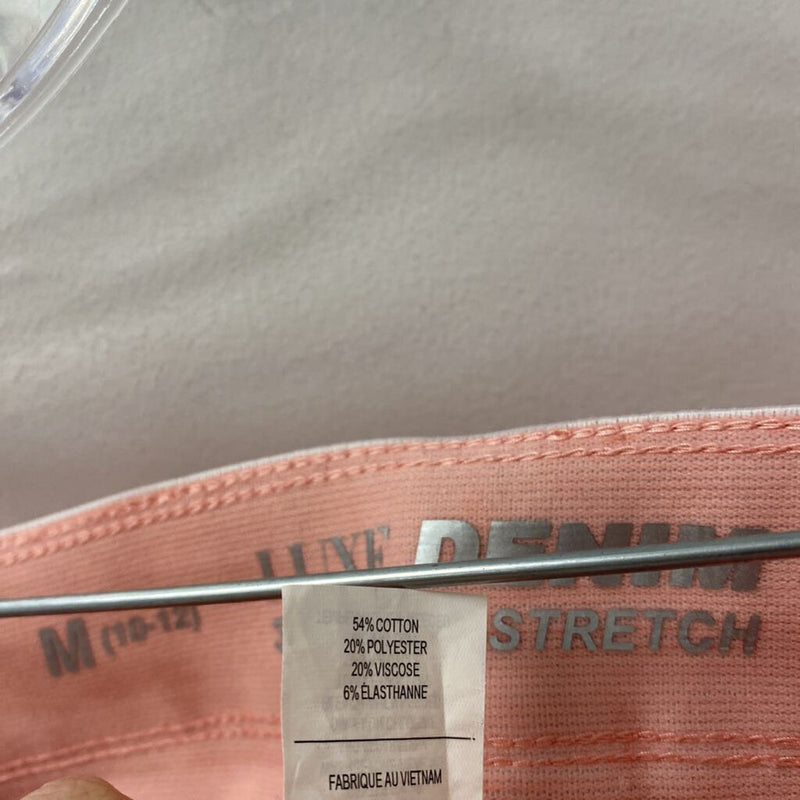 LUXE DENIM
M (10-12)
STRETCH
54% COTTON
20% POLYESTER
20% VISCOSE
6% ÉLASTHANNE
FABRIQUE AU VIETNAM